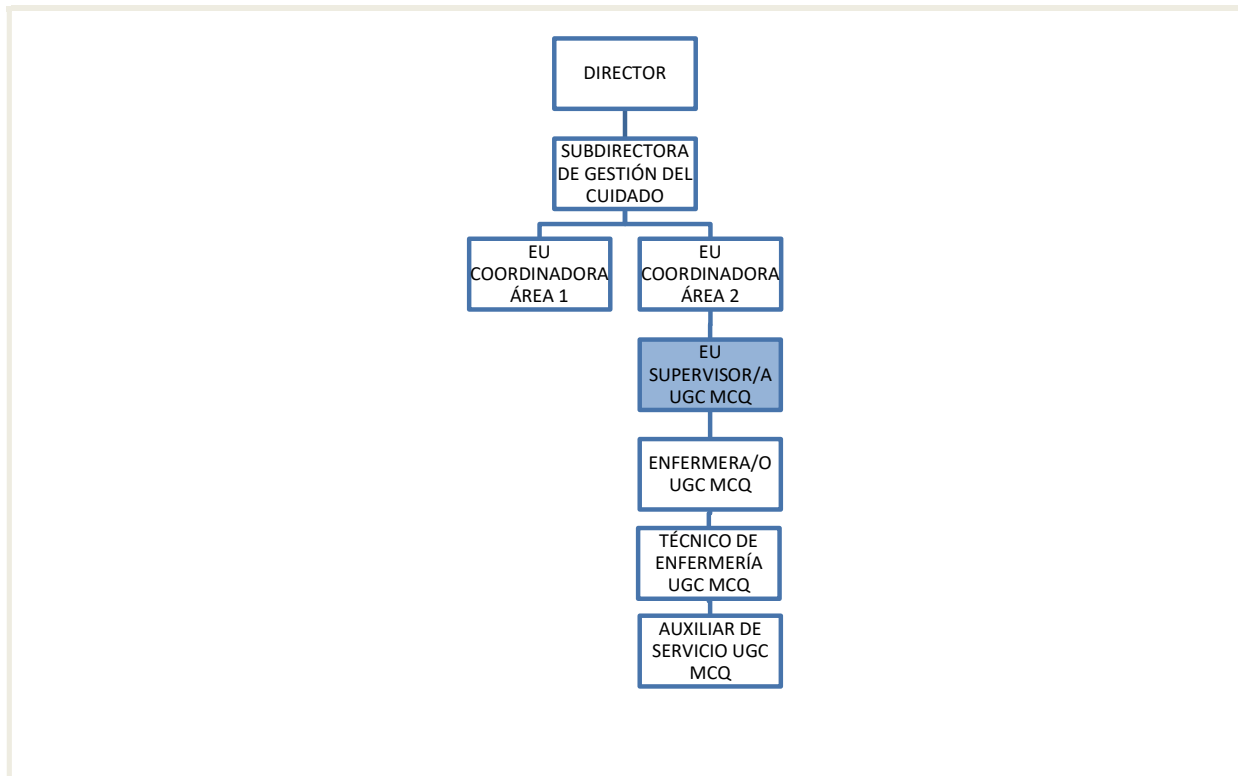 DIRECTOR
SUBDIRECTORA
DE GESTIÓN DEL
CUIDADO
EU
COORDINADORA
ÁREA 1
EU
COORDINADORA
ÁREA 2
EU
SUPERVISOR/A
UGC MCQ
ENFERMERA/O
UGC MCQ
TÉCNICO DE
ENFERMERÍA
UGC MCQ
AUXILIAR DE
SERVICIO UGC
MCQ